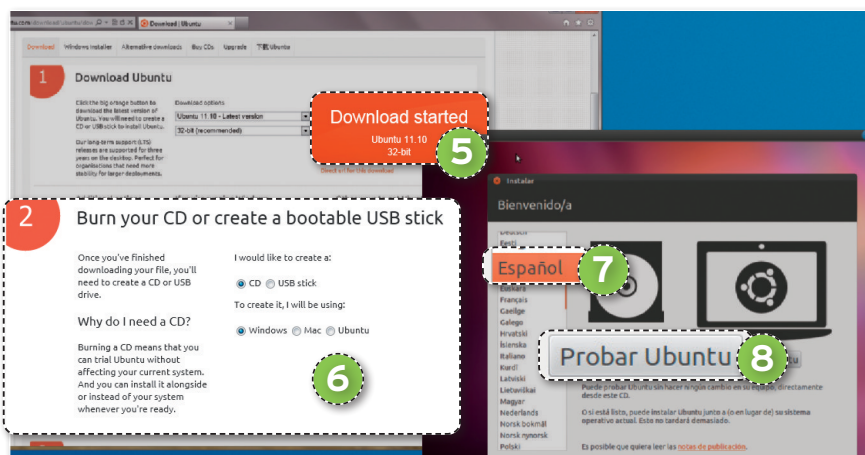 Download | Ubuntu
Download Windows Installer Alternative downloads Buy CDs Upgrade 下載 Ubuntu
1
Download Ubuntu
Click the big orange button to
download the latest version of
Ubuntu. You will need to create a
CD or USB stick to install Ubuntu.
Our long-term support (LTS)
releases are supported for three
years on the desktop. Perfect for
organisations that need more
stability for larger deployments.
Download options
Ubuntu 11.10 - Latest version
32-bit (recommended)
Download started
Ubuntu 11.10
32-bit
5
Direct url for this download
2
Burn your CD or create a bootable USB stick
Once you've finished
downloading your file, you'll
need to create a CD or USB
drive.
Why do I need a CD?
Burning a CD means that you
can trial Ubuntu without
affecting your current system.
And you can install it alongside
or instead of your system
whenever you're ready.
I would like to create a:
CD USB stick
To create it, I will be using:
Windows Mac Ubuntu
6
Instalar
Bienvenido/a
Deutsch
Eesti
Español
7
Euskara
Français
Gaeilge
Galego
Hrvatski
Íslenska
Italiano
Kurdî
Latviski
Lietuviškai
Magyar
Nederlands
Norsk bokmål
Norsk nynorsk
Polski
Probar Ubuntu
8
Puede probar Ubuntu sin hacer ningún cambio en su equipo, directamente
desde este CD.
O si está listo, puede instalar Ubuntu junto a (o en lugar de) su sistema
operativo actual. Esto no tardará demasiado.
Es posible que quiera leer las notas de publicación.